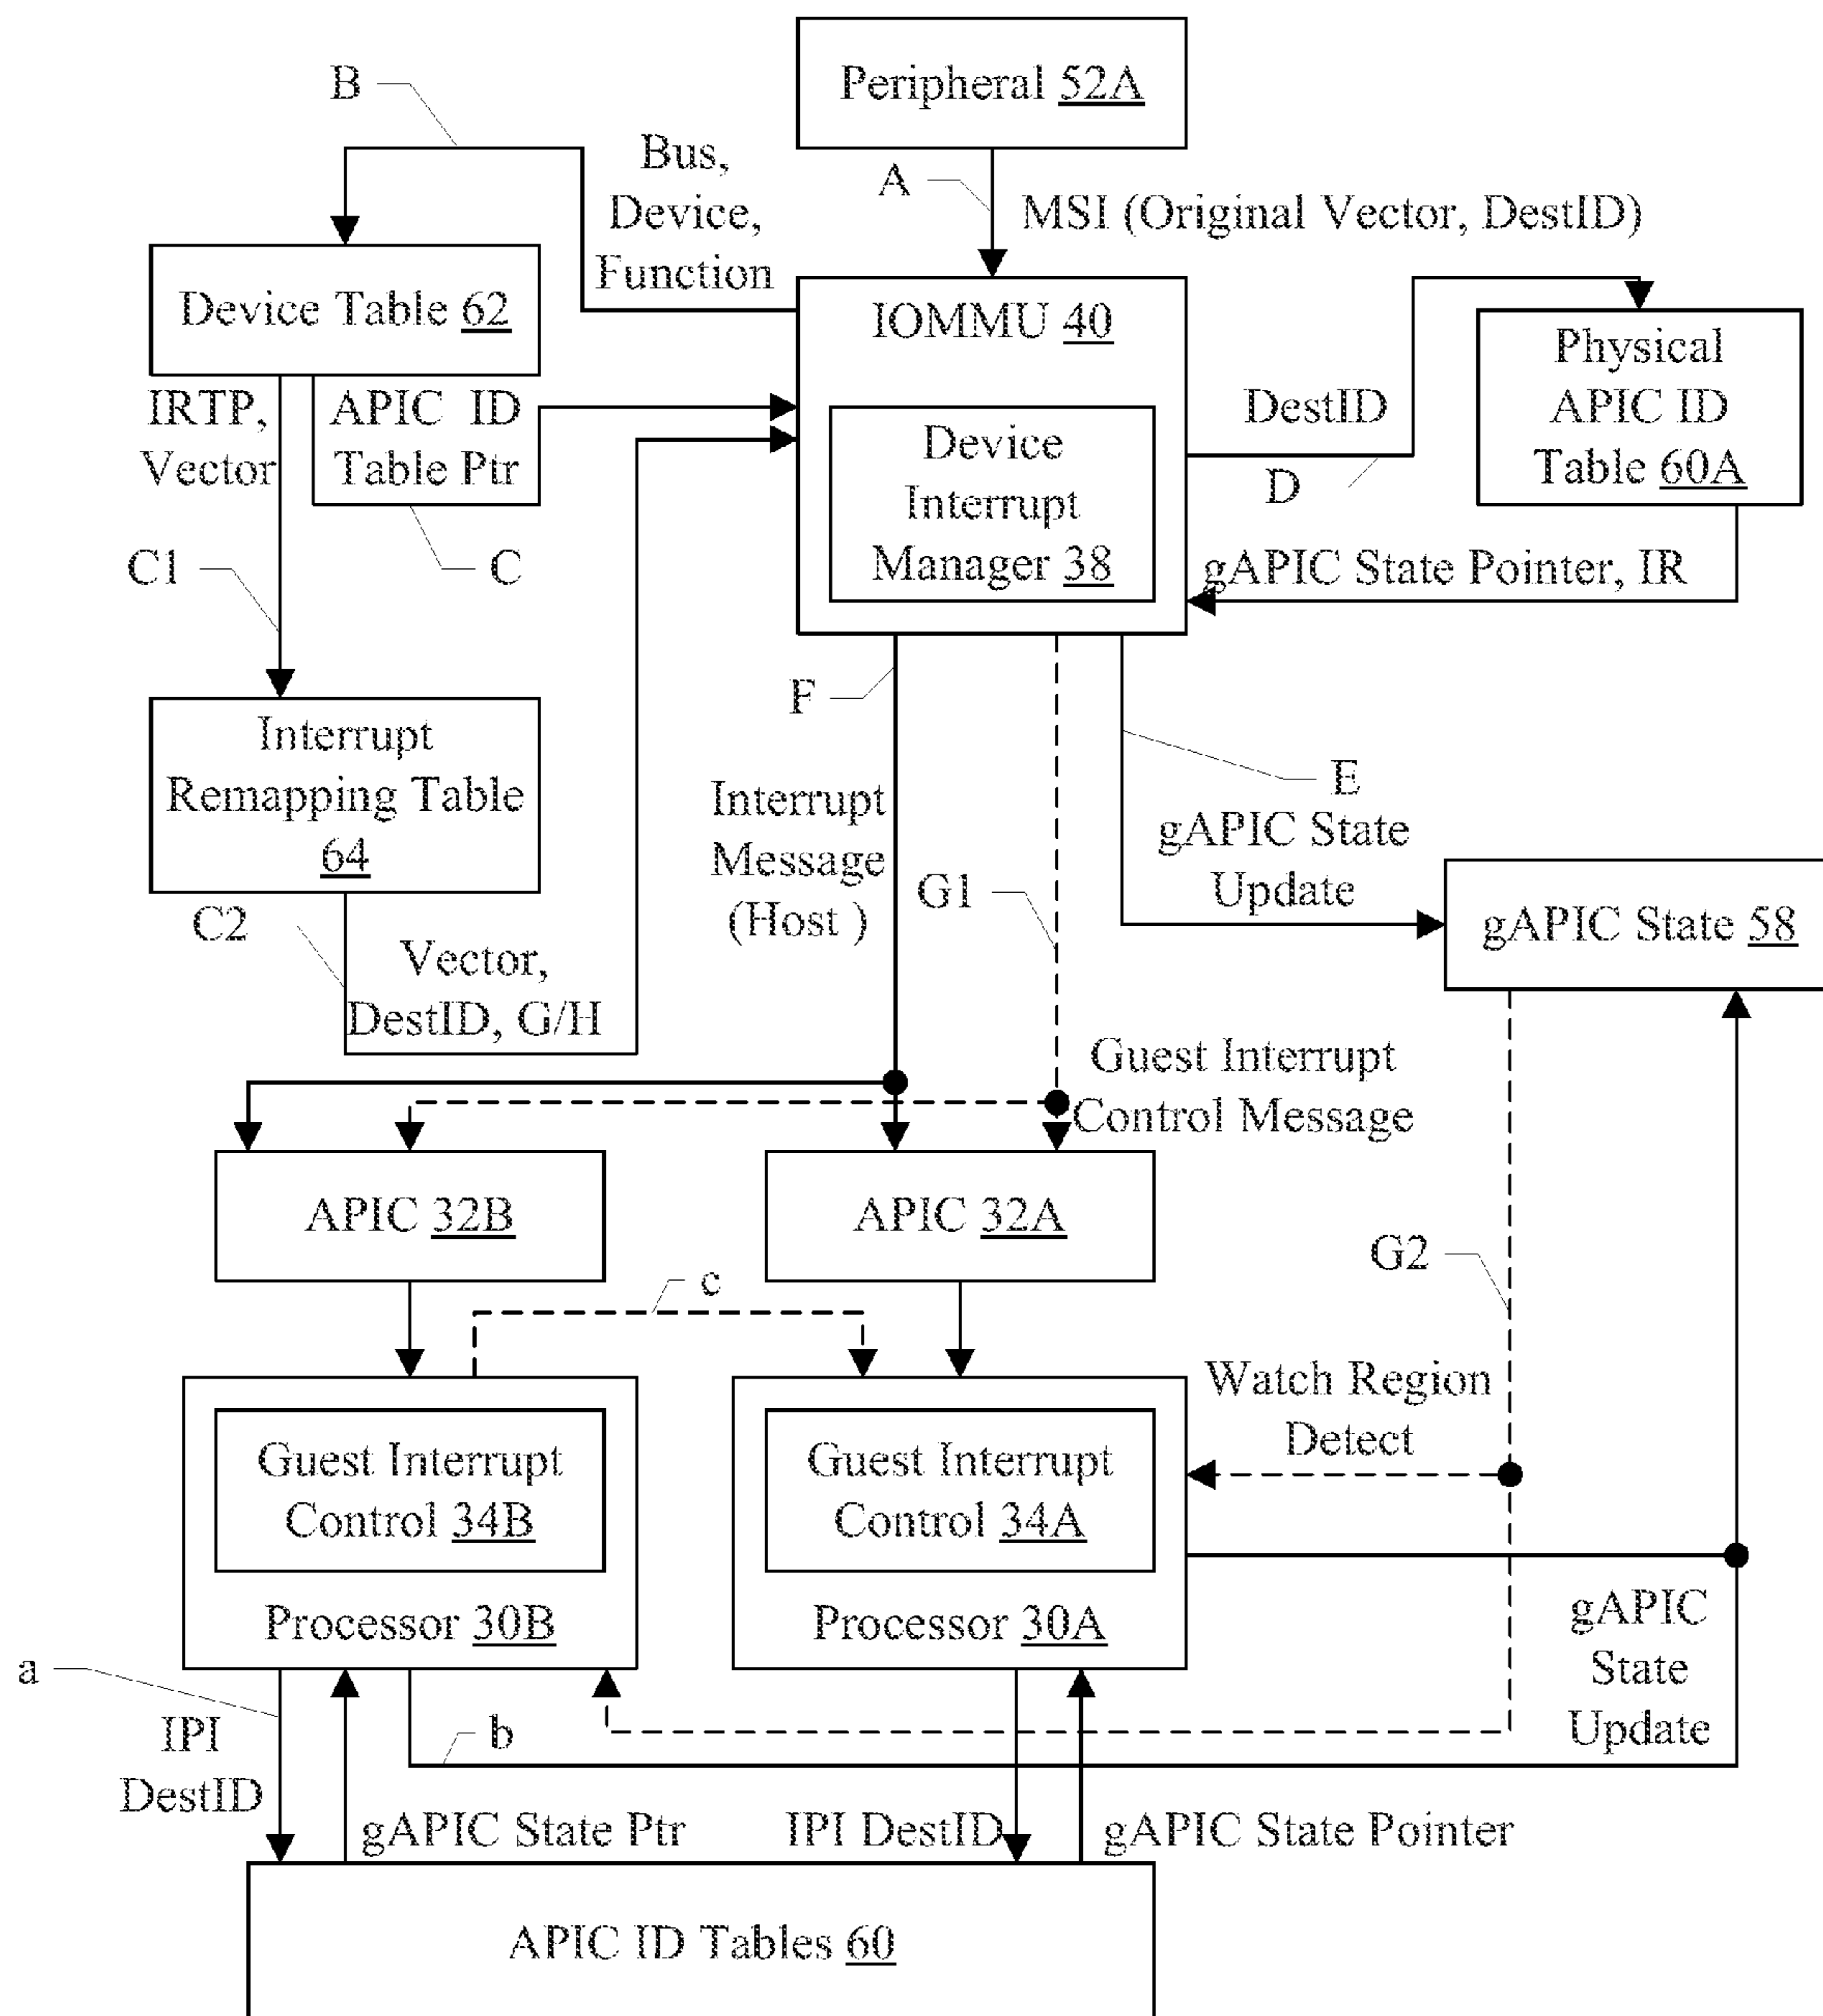 Peripheral 52A
B
Bus,
Device,
Function
A
MSI (Original Vector, DestID)
Device Table 62
IOMMU 40
Physical
APIC ID
Table 60A
IRTP,
Vector
APIC ID
Table Ptr
Device
Interrupt
Manager 38
DestID
D
C1
C
gAPIC State Pointer, IR
F
Interrupt
Remapping Table
64
E
Interrupt
Message
(Host )
gAPIC State
Update
G1
C2
gAPIC State 58
Vector,
DestID, G/H
Guest Interrupt
Control Message
APIC 32B
APIC 32A
G2
c
Watch Region
Detect
Guest Interrupt
Control 34B
Guest Interrupt
Control 34A
Processor 30B
Processor 30A
gAPIC
State
Update
a
IPI
DestID
b
gAPIC State Ptr
IPI DestID
gAPIC State Pointer
APIC ID Tables 60